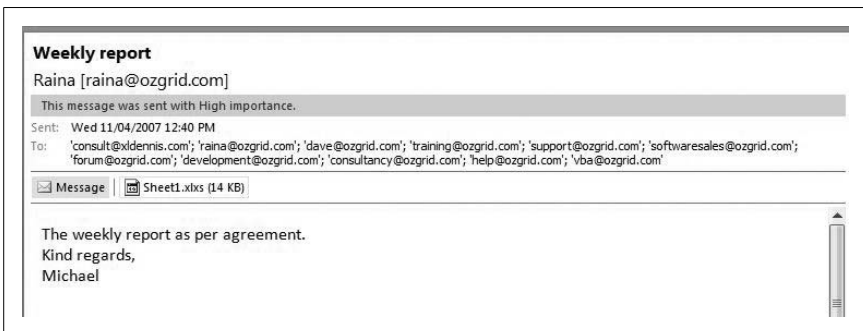 Weekly report
Raina [raina@ozgrid.com]
This message was sent with High importance.
Sent: Wed 11/04/2007 12:40 PM
To: 'consult@xldennis.com'; 'raina@ozgrid.com'; 'dave@ozgrid.com'; 'training@ozgrid.com'; 'support@ozgrid.com'; 'softwaresales@ozgrid.com';
'forum@ozgrid.com'; 'development@ozgrid.com'; 'consultancy@ozgrid.com'; 'help@ozgrid.com'; 'vba@ozgrid.com'
Message Sheet1.xlxs (14 KB)
The weekly report as per agreement.
Kind regards,
Michael